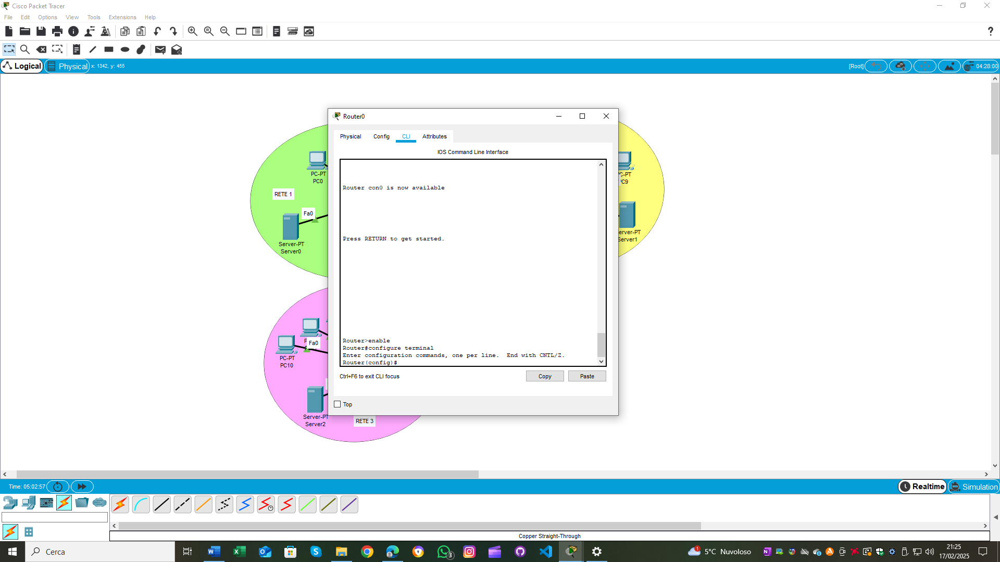 Cisco Packet Tracer
File Edit Options View Tools Extensions Help
Logical
Physical
x: 1342, y: 455
[Root]
04:28:00
Router0
Physical Config CLI Attributes
IOS Command Line Interface
Router con0 is now available
Press RETURN to get started.
Router>enable
Router#configure terminal
Enter configuration commands, one per line.  End with CNTL/Z.
Router(config)#
Ctrl+F6 to exit CLI focus
Copy
Paste
Top
PC-PT
PC0
RETE 1
Fa0
Server-PT
Server0
C-PT
PC9
erver-PT
Server1
Fa0
PC-PT
PC10
Server-PT
Server2
RETE 3
Time: 05:02:57
Realtime
Simulation
Copper Straight-Through
Cerca
3
1
5°C Nuvoloso
21:25
17/02/2025